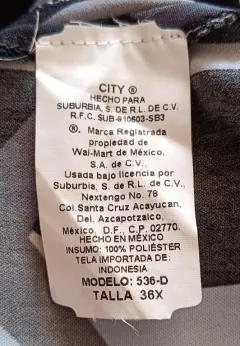 CITY ®
HECHO PARA
SUBURBIA, S. DE R.L. DE C.V.
R.F.C. SUB-910603-SB3
®. Marca Registrada
propiedad de
Wal-Mart de México,
S.A. de C.V.,
Usada bajo licencia por
Suburbia, S. de R.L. de C.V.,
Nextengo No. 78
Col.Santa Cruz Acayucan,
Del. Azcapotzalco,
México, D.F., C.P. 02770.
HECHO EN MÉXICO
INSUMO: 100% POLIÉSTER
TELA IMPORTADA DE:
INDONESIA
MODELO: 536-D
TALLA 36X